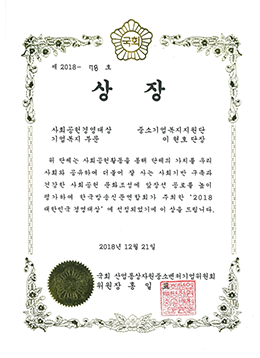 국회
제 2018- 78 호
상 장
사회공헌경영대상 중소기업복지지원단
기업복지 부문 이 헌호 단장
위 단체는 사회공헌활동을 통해 단체의 가치를 우리
사회와 공유하여 더불어 잘 사는 사회기반 구축과
건강한 사회공헌 문화조성에 앞장선 공로를 높이
평가하여 한국방송신문연합회가 주최한 "2018
대한민국 경영대상" 에 선정되었기에 이 상을 드립니다.
2018년 12월 21일
국회 산업통상자원중소벤처기업위원회
위원장 홍 일 표